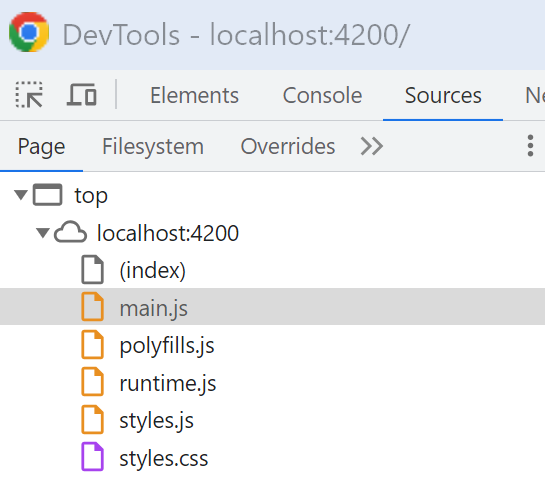 DevTools - localhost:4200/
Elements Console Sources Ne
Page Filesystem Overrides
top
localhost:4200
(index)
main.js
polyfills.js
runtime.js
styles.js
styles.css